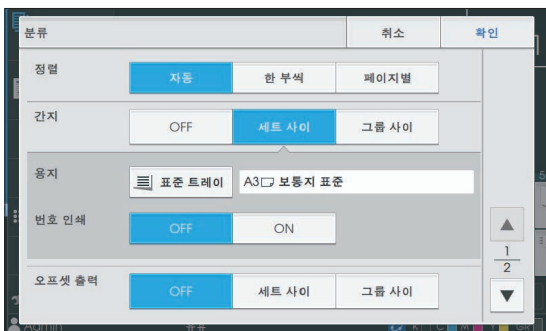 분류 취소 확인
정렬 자동 한 부씩 페이지별
간지 OFF 세트 사이 그룹 사이
용지 표준 트레이 A3 보통지 표준
번호 인쇄 OFF ON
1
2
오프셋 출력 OFF 세트 사이 그룹 사이
Admin K C M Y GR